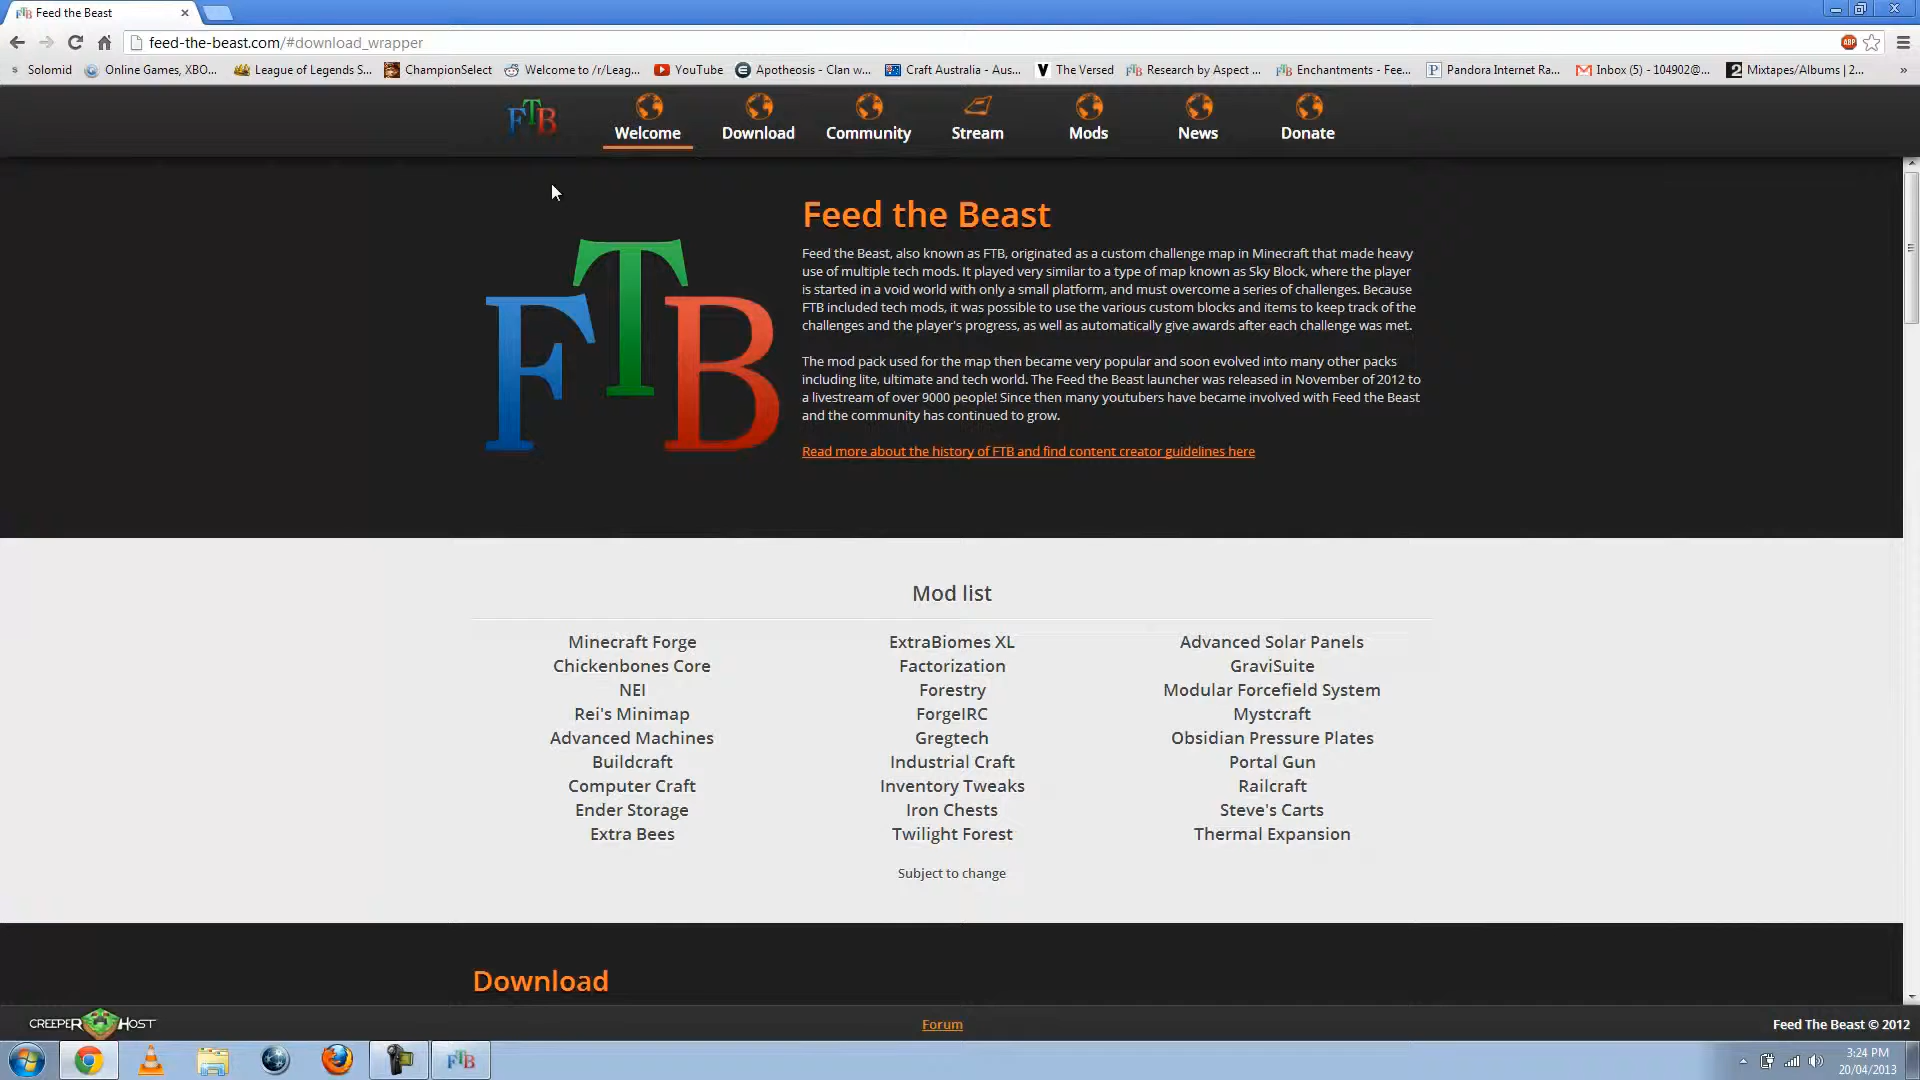 Feed the Beast
feed-the-beast.com/#download_wrapper
ABP
Solomid
Online Games, XBO...
League of Legends S...
ChampionSelect
Welcome to /r/Leag...
YouTube
Apotheosis - Clan w...
Craft Australia - Aus...
The Versed
Research by Aspect ...
Enchantments - Fee...
Pandora Internet Ra...
Inbox (5) - 104902@...
Mixtapes/Albums | 2...
»
FTB
Welcome
Download
Community
Stream
Mods
News
Donate
FTB
Feed the Beast
Feed the Beast, also known as FTB, originated as a custom challenge map in Minecraft that made heavy
use of multiple tech mods. It played very similar to a type of map known as Sky Block, where the player
is started in a void world with only a small platform, and must overcome a series of challenges. Because
FTB included tech mods, it was possible to use the various custom blocks and items to keep track of the
challenges and the player's progress, as well as automatically give awards after each challenge was met.
The mod pack used for the map then became very popular and soon evolved into many other packs
including lite, ultimate and tech world. The Feed the Beast launcher was released in November of 2012 to
a livestream of over 9000 people! Since then many youtubers have became involved with Feed the Beast
and the community has continued to grow.
Read more about the history of FTB and find content creator guidelines here
Mod list
Minecraft Forge
Chickenbones Core
NEI
Rei's Minimap
Advanced Machines
Buildcraft
Computer Craft
Ender Storage
Extra Bees
ExtraBiomes XL
Factorization
Forestry
ForgeIRC
Gregtech
Industrial Craft
Inventory Tweaks
Iron Chests
Twilight Forest
Advanced Solar Panels
GraviSuite
Modular Forcefield System
Mystcraft
Obsidian Pressure Plates
Portal Gun
Railcraft
Steve's Carts
Thermal Expansion
Subject to change
Download
CREEPER HOST
Forum
Feed The Beast © 2012
FTB
3:24 PM
20/04/2013